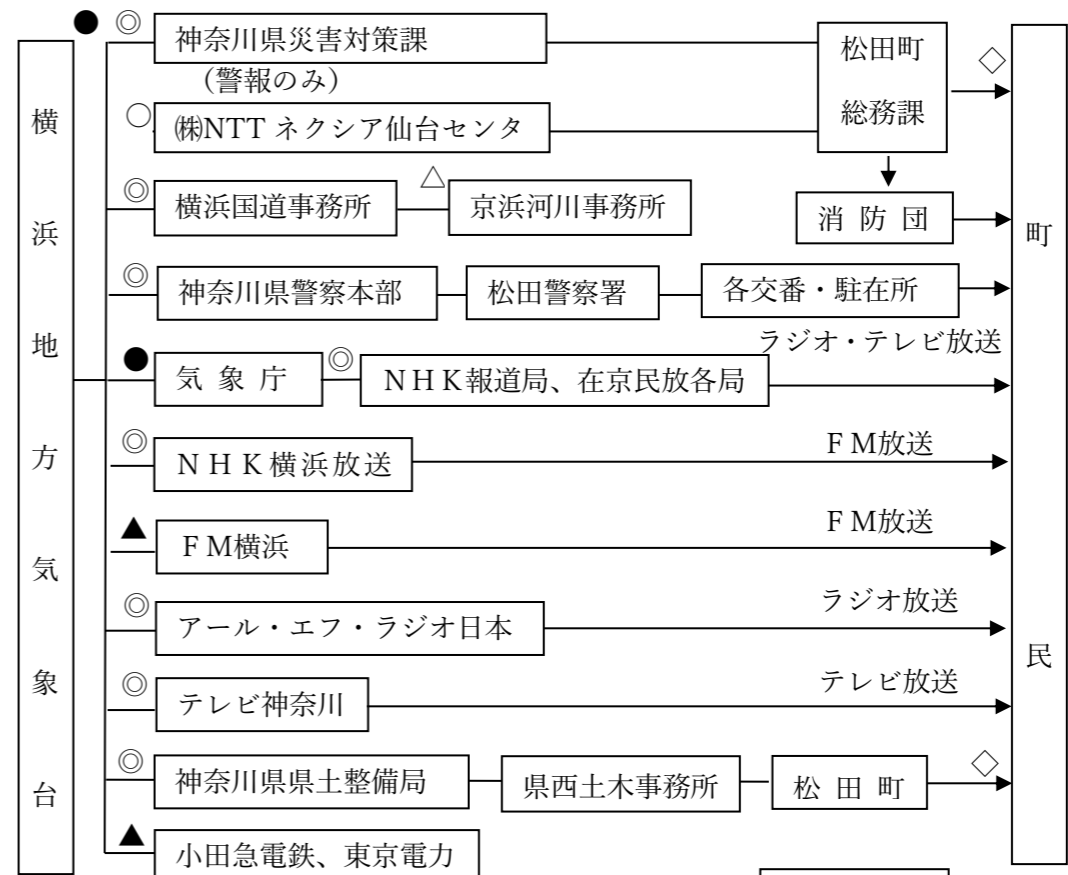 横浜地方気象台
●
◎
神奈川県災害対策課
（警報のみ）
○
㈱NTTネクシア仙台センタ
松田町
総務課
◇
◎
横浜国道事務所
△
京浜河川事務所
消防団
◎
神奈川県警察本部
松田警察署
各交番・駐在所
●
気象庁
◎
ＮＨＫ報道局、在京民放各局
ラジオ・テレビ放送
◎
ＮＨＫ横浜放送
ＦＭ放送
▲
ＦＭ横浜
ＦＭ放送
◎
アール・エフ・ラジオ日本
ラジオ放送
◎
テレビ神奈川
テレビ放送
◎
神奈川県県土整備局
県西土木事務所
松田町
◇
▲
小田急電鉄、東京電力
町民